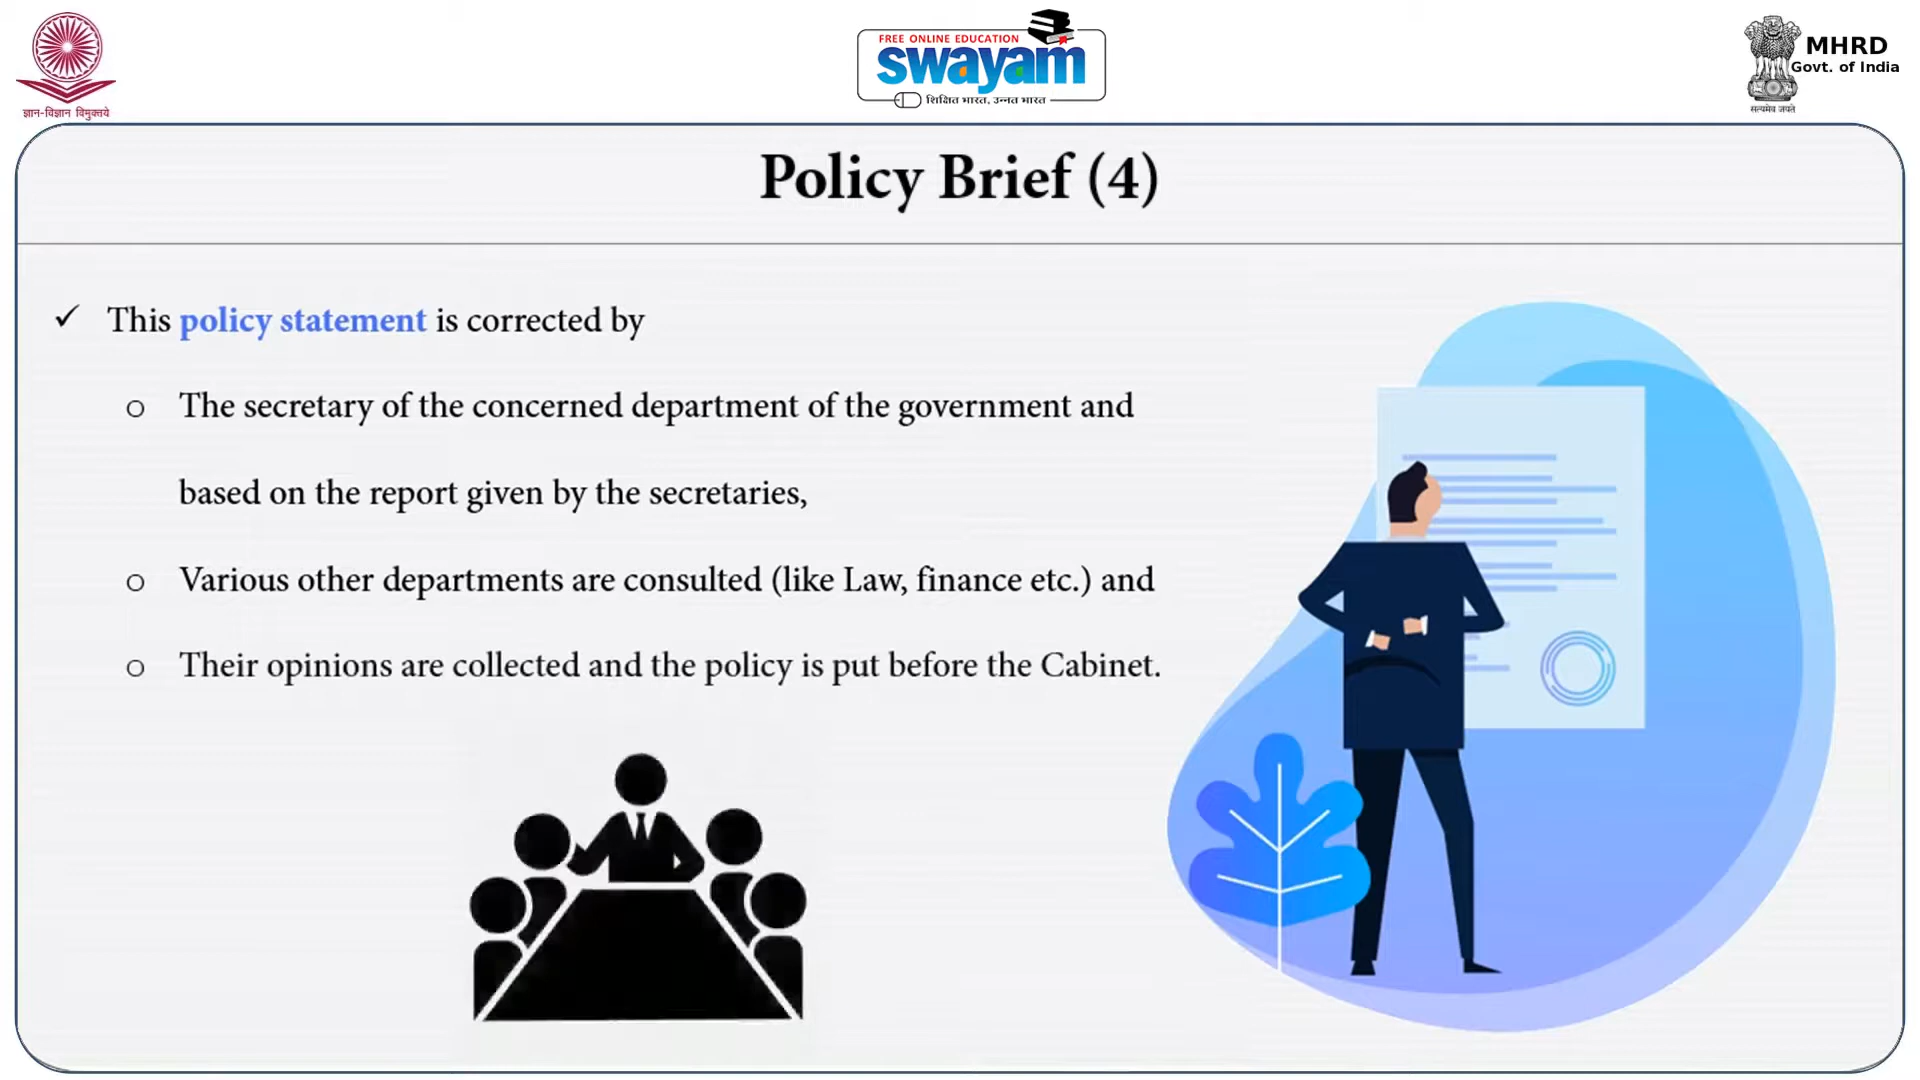 ज्ञान-विज्ञान विमुक्तये
FREE ONLINE EDUCATION
swayam
शिक्षित भारत, उन्नत भारत
सत्यमेव जयते
MHRD
Govt. of India
Policy Brief (4)
✓ This policy statement is corrected by
o The secretary of the concerned department of the government and
based on the report given by the secretaries,
o Various other departments are consulted (like Law, finance etc.) and
o Their opinions are collected and the policy is put before the Cabinet.